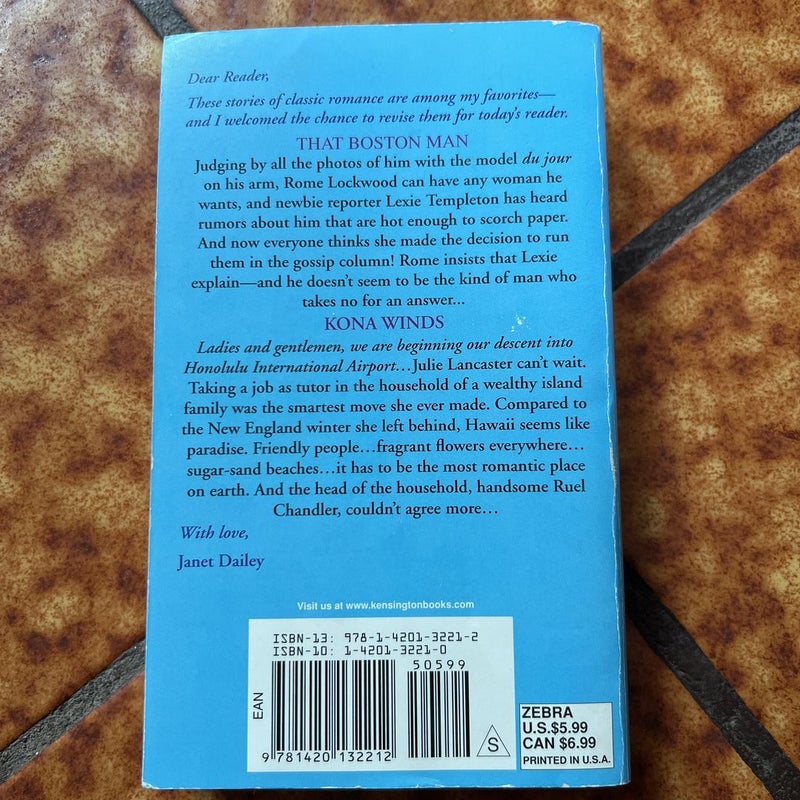 Dear Reader,
These stories of classic romance are among my favorites—
and I welcomed the chance to revise them for today's reader.
THAT BOSTON MAN
Judging by all the photos of him with the model du jour
on his arm, Rome Lockwood can have any woman he
wants, and newbie reporter Lexie Templeton has heard
rumors about him that are hot enough to scorch paper.
And now everyone thinks she made the decision to run
them in the gossip column! Rome insists that Lexie
explain—and he doesn't seem to be the kind of man who
takes no for an answer...
KONA WINDS
Ladies and gentlemen, we are beginning our descent into
Honolulu International Airport…Julie Lancaster can't wait.
Taking a job as tutor in the household of a wealthy island
family was the smartest move she ever made. Compared to
the New England winter she left behind, Hawaii seems like
paradise. Friendly people…fragrant flowers everywhere…
sugar-sand beaches…it has to be the most romantic place
on earth. And the head of the household, handsome Ruel
Chandler, couldn't agree more…
With love,
Janet Dailey
Visit us at www.kensingtonbooks.com
ISBN-13: 978-1-4201-3221-2
ISBN-10: 1-4201-3221-0
50599
EAN
9 781420 132212
S
ZEBRA
U.S.$5.99
CAN $6.99
PRINTED IN U.S.A.